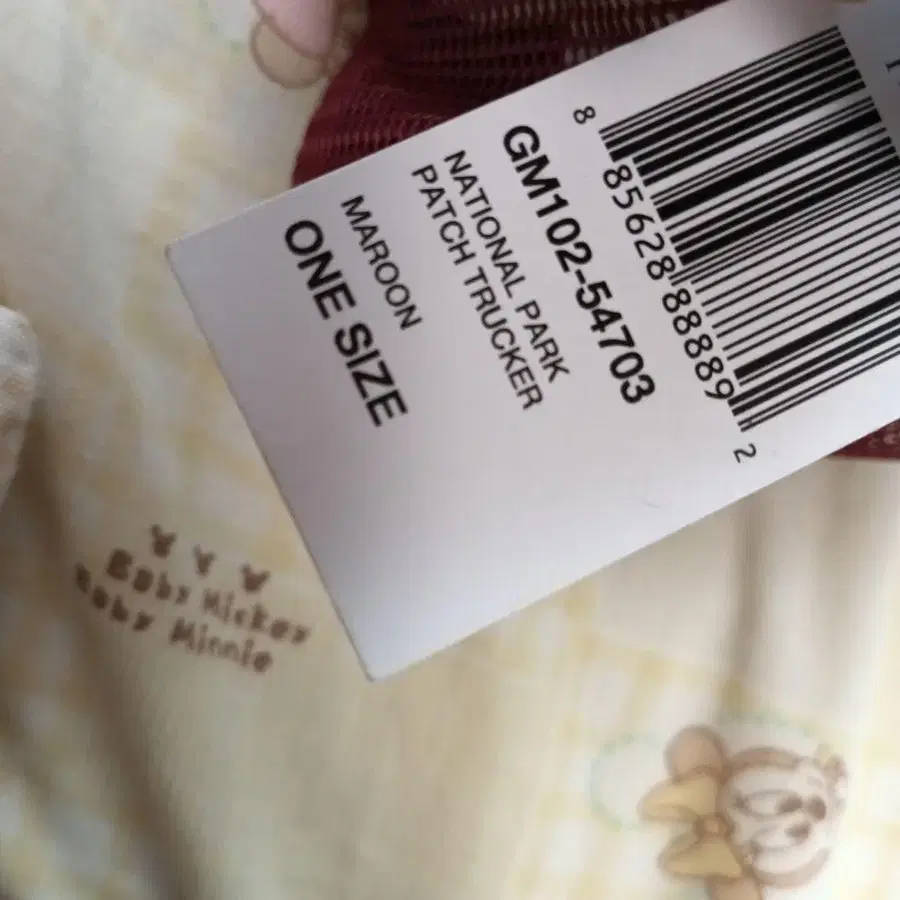 8 85628 88889 2
GM102-54703
NATIONAL PARK
PATCH TRUCKER
MAROON
ONE SIZE
Baby Mickey
Baby Minnie